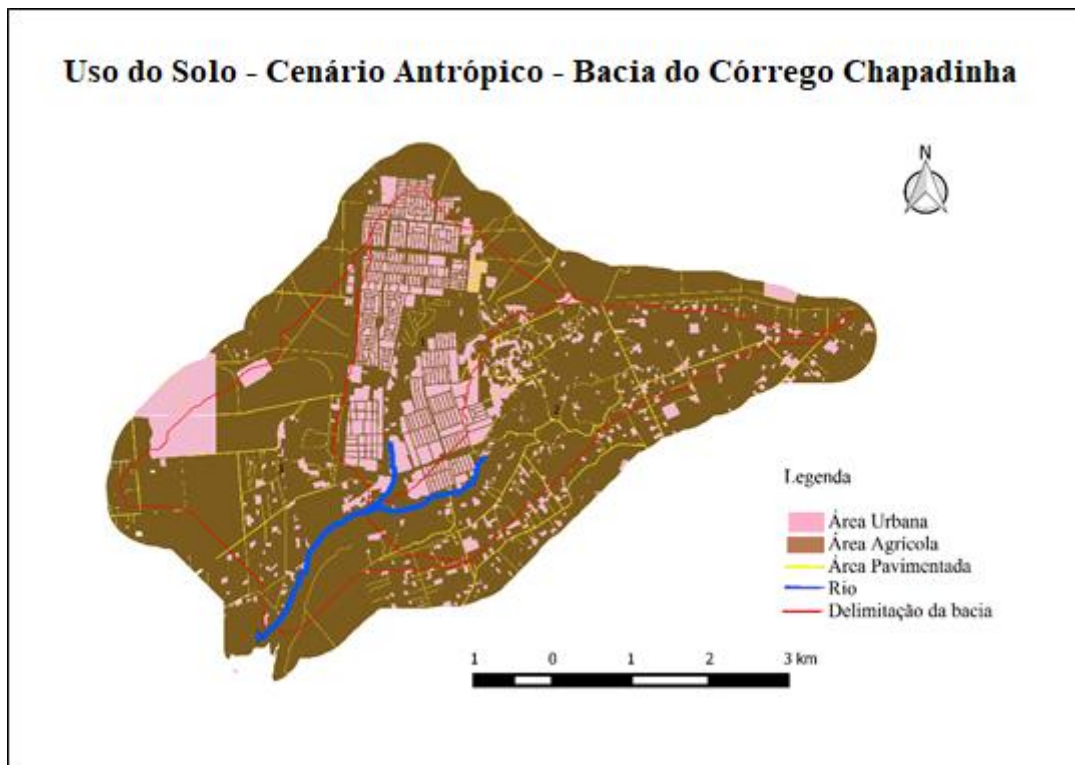 Uso do Solo - Cenário Antrópico - Bacia do Córrego Chapadinha
N
Legenda
Área Urbana
Área Agrícola
Área Pavimentada
Rio
Delimitação da bacia
1 0 1 2 3 km